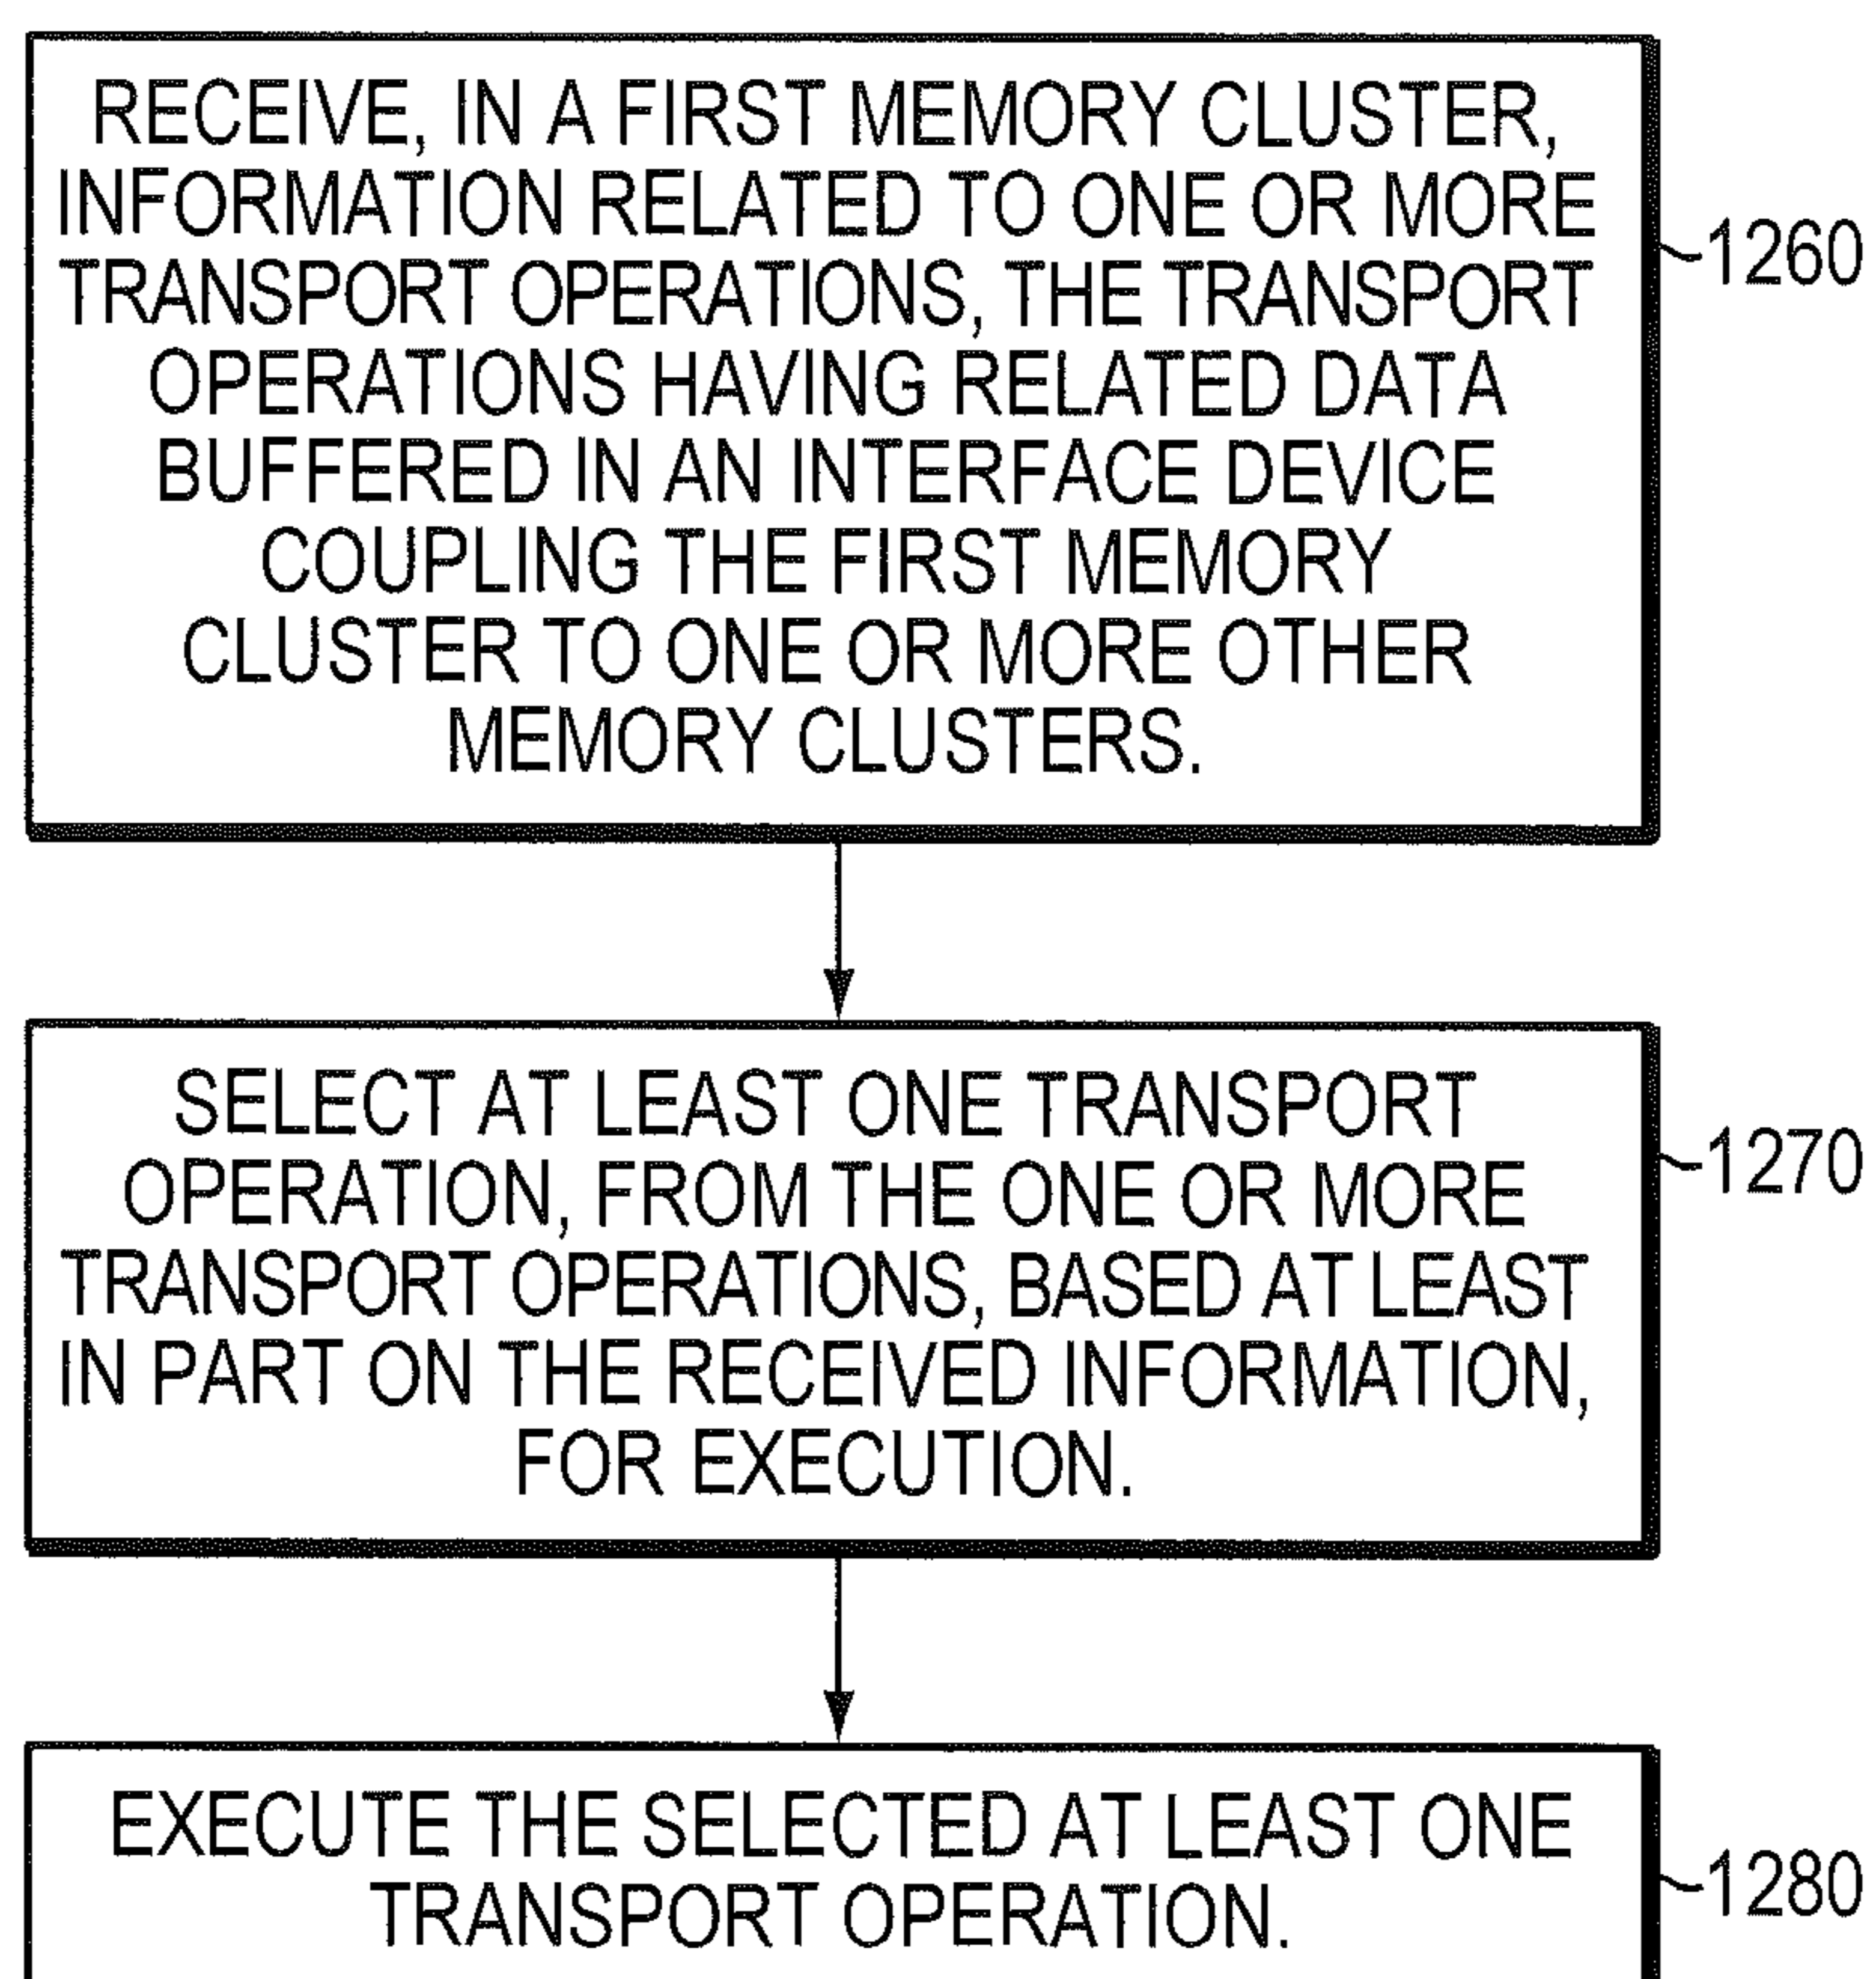 RECEIVE, IN A FIRST MEMORY CLUSTER,
INFORMATION RELATED TO ONE OR MORE
TRANSPORT OPERATIONS, THE TRANSPORT
OPERATIONS HAVING RELATED DATA
BUFFERED IN AN INTERFACE DEVICE
COUPLING THE FIRST MEMORY
CLUSTER TO ONE OR MORE OTHER
MEMORY CLUSTERS.
1260
SELECT AT LEAST ONE TRANSPORT
OPERATION, FROM THE ONE OR MORE
TRANSPORT OPERATIONS, BASED AT LEAST
IN PART ON THE RECEIVED INFORMATION,
FOR EXECUTION.
1270
EXECUTE THE SELECTED AT LEAST ONE
TRANSPORT OPERATION.
1280